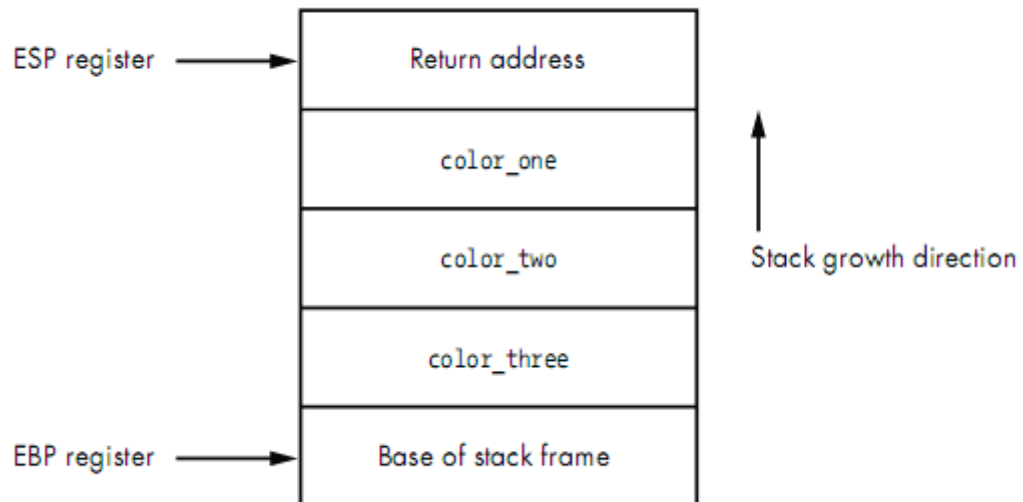 ESP register
Return address
color_one
color_two
Stack growth direction
color_three
EBP register
Base of stack frame